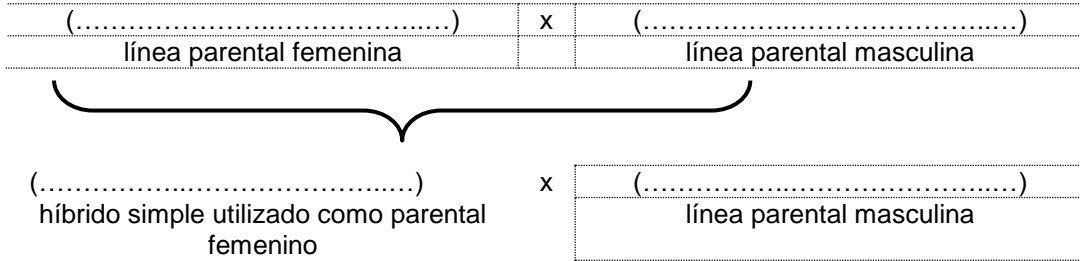 (……………..…………………..…) x (……………..…………………..…)
línea parental femenina línea parental masculina
(……………..…………………..…) x (……………..…………………..…)
híbrido simple utilizado como parental línea parental masculina
femenino